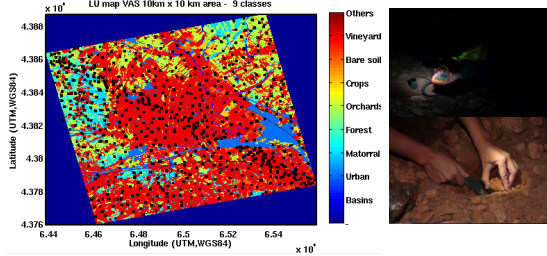 LU map VAS 10km x 10 km area - 9 classes
x 10
4.388
4.386
4.384
4.382
4.38
4.378
4.376
Latitude (UTM,WGS84)
6.44
6.46
6.48
6.5
6.52
6.54
Longitude (UTM,WGS84)
x 10
Others
Vineyard
Bare soil
Crops
Orchards
Forest
Matorral
Urban
Basins
-